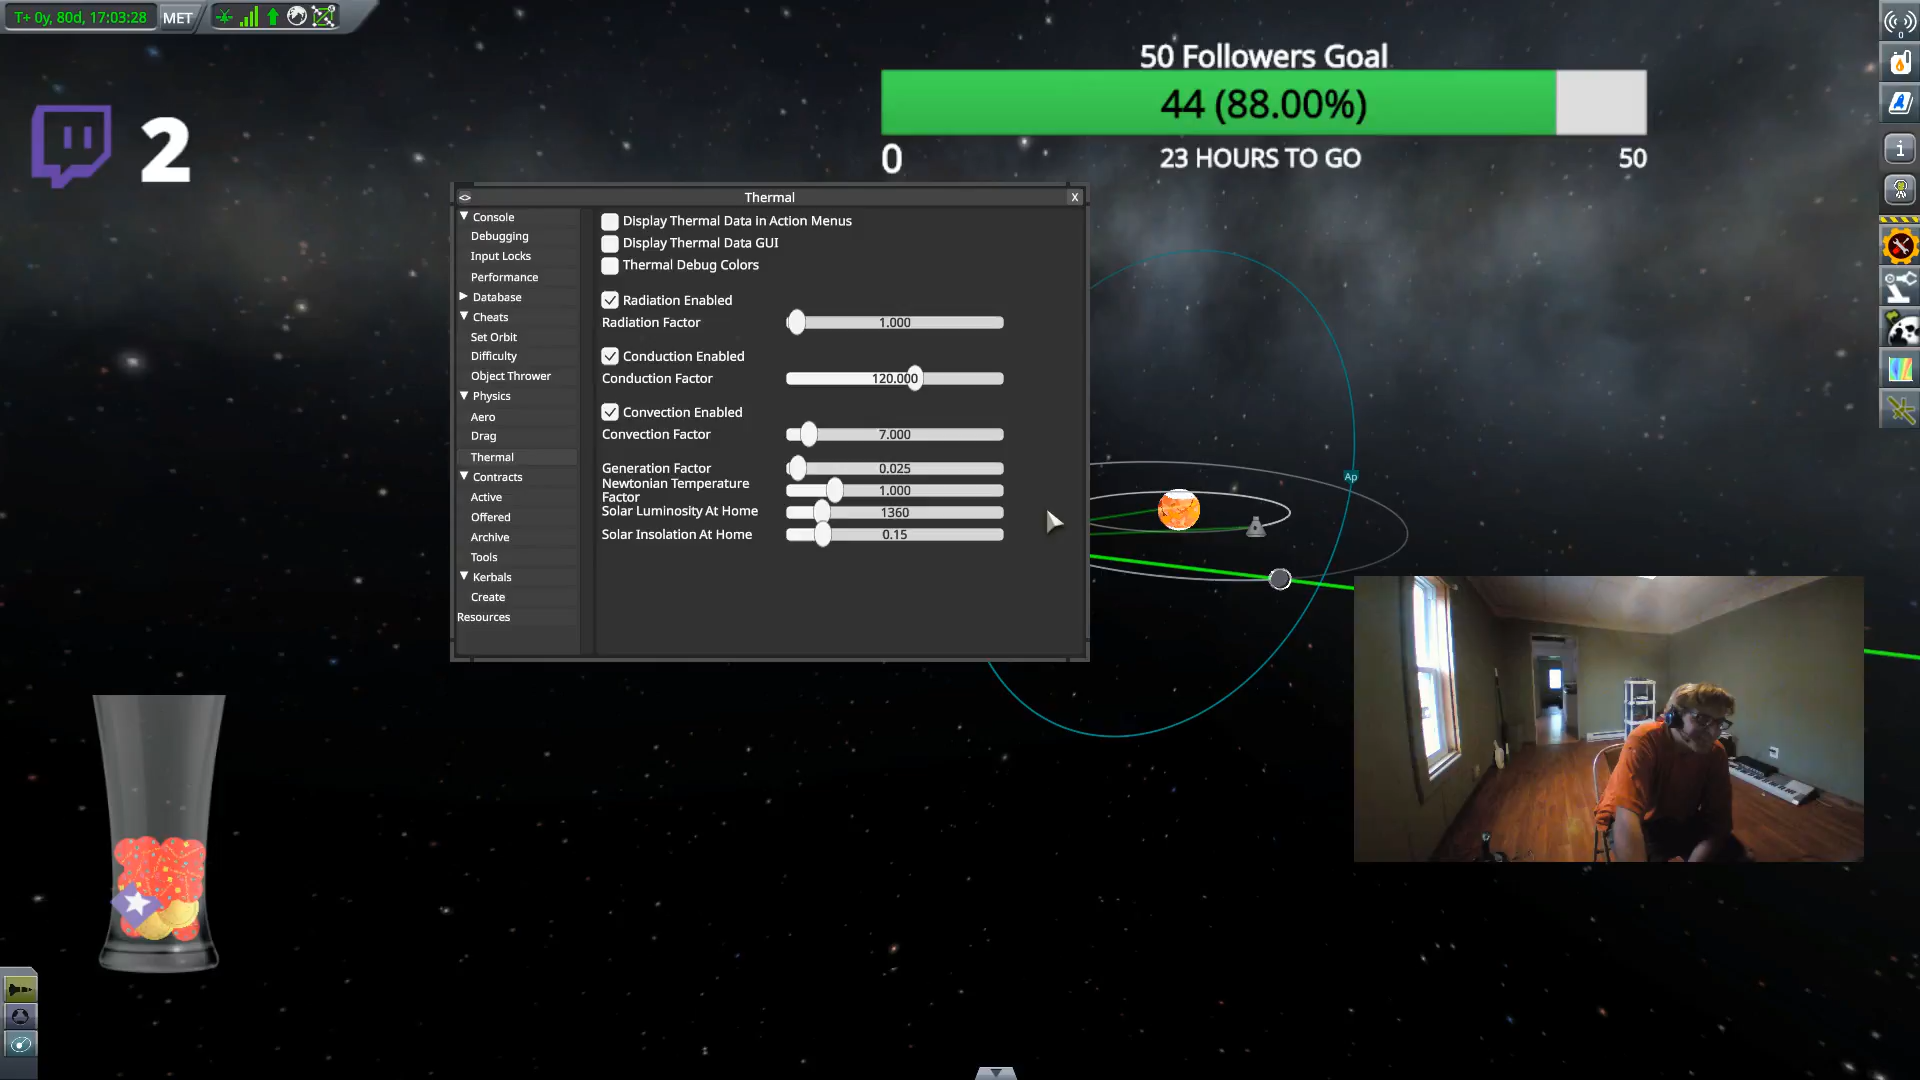 T+ 0y, 80d, 17:03:28 MET
50 Followers Goal
44 (88.00%)
0 23 HOURS TO GO 50
2
<> Thermal X
Console
Debugging
Input Locks
Performance
Database
Cheats
Set Orbit
Difficulty
Object Thrower
Physics
Aero
Drag
Thermal
Contracts
Active
Offered
Archive
Tools
Kerbals
Create
Resources
Display Thermal Data in Action Menus
Display Thermal Data GUI
Thermal Debug Colors
Radiation Enabled
Radiation Factor 1.000
Conduction Enabled
Conduction Factor 120.000
Convection Enabled
Convection Factor 7.000
Generation Factor 0.025
Newtonian Temperature
Factor 1.000
Solar Luminosity At Home 1360
Solar Insolation At Home 0.15
Ap
0